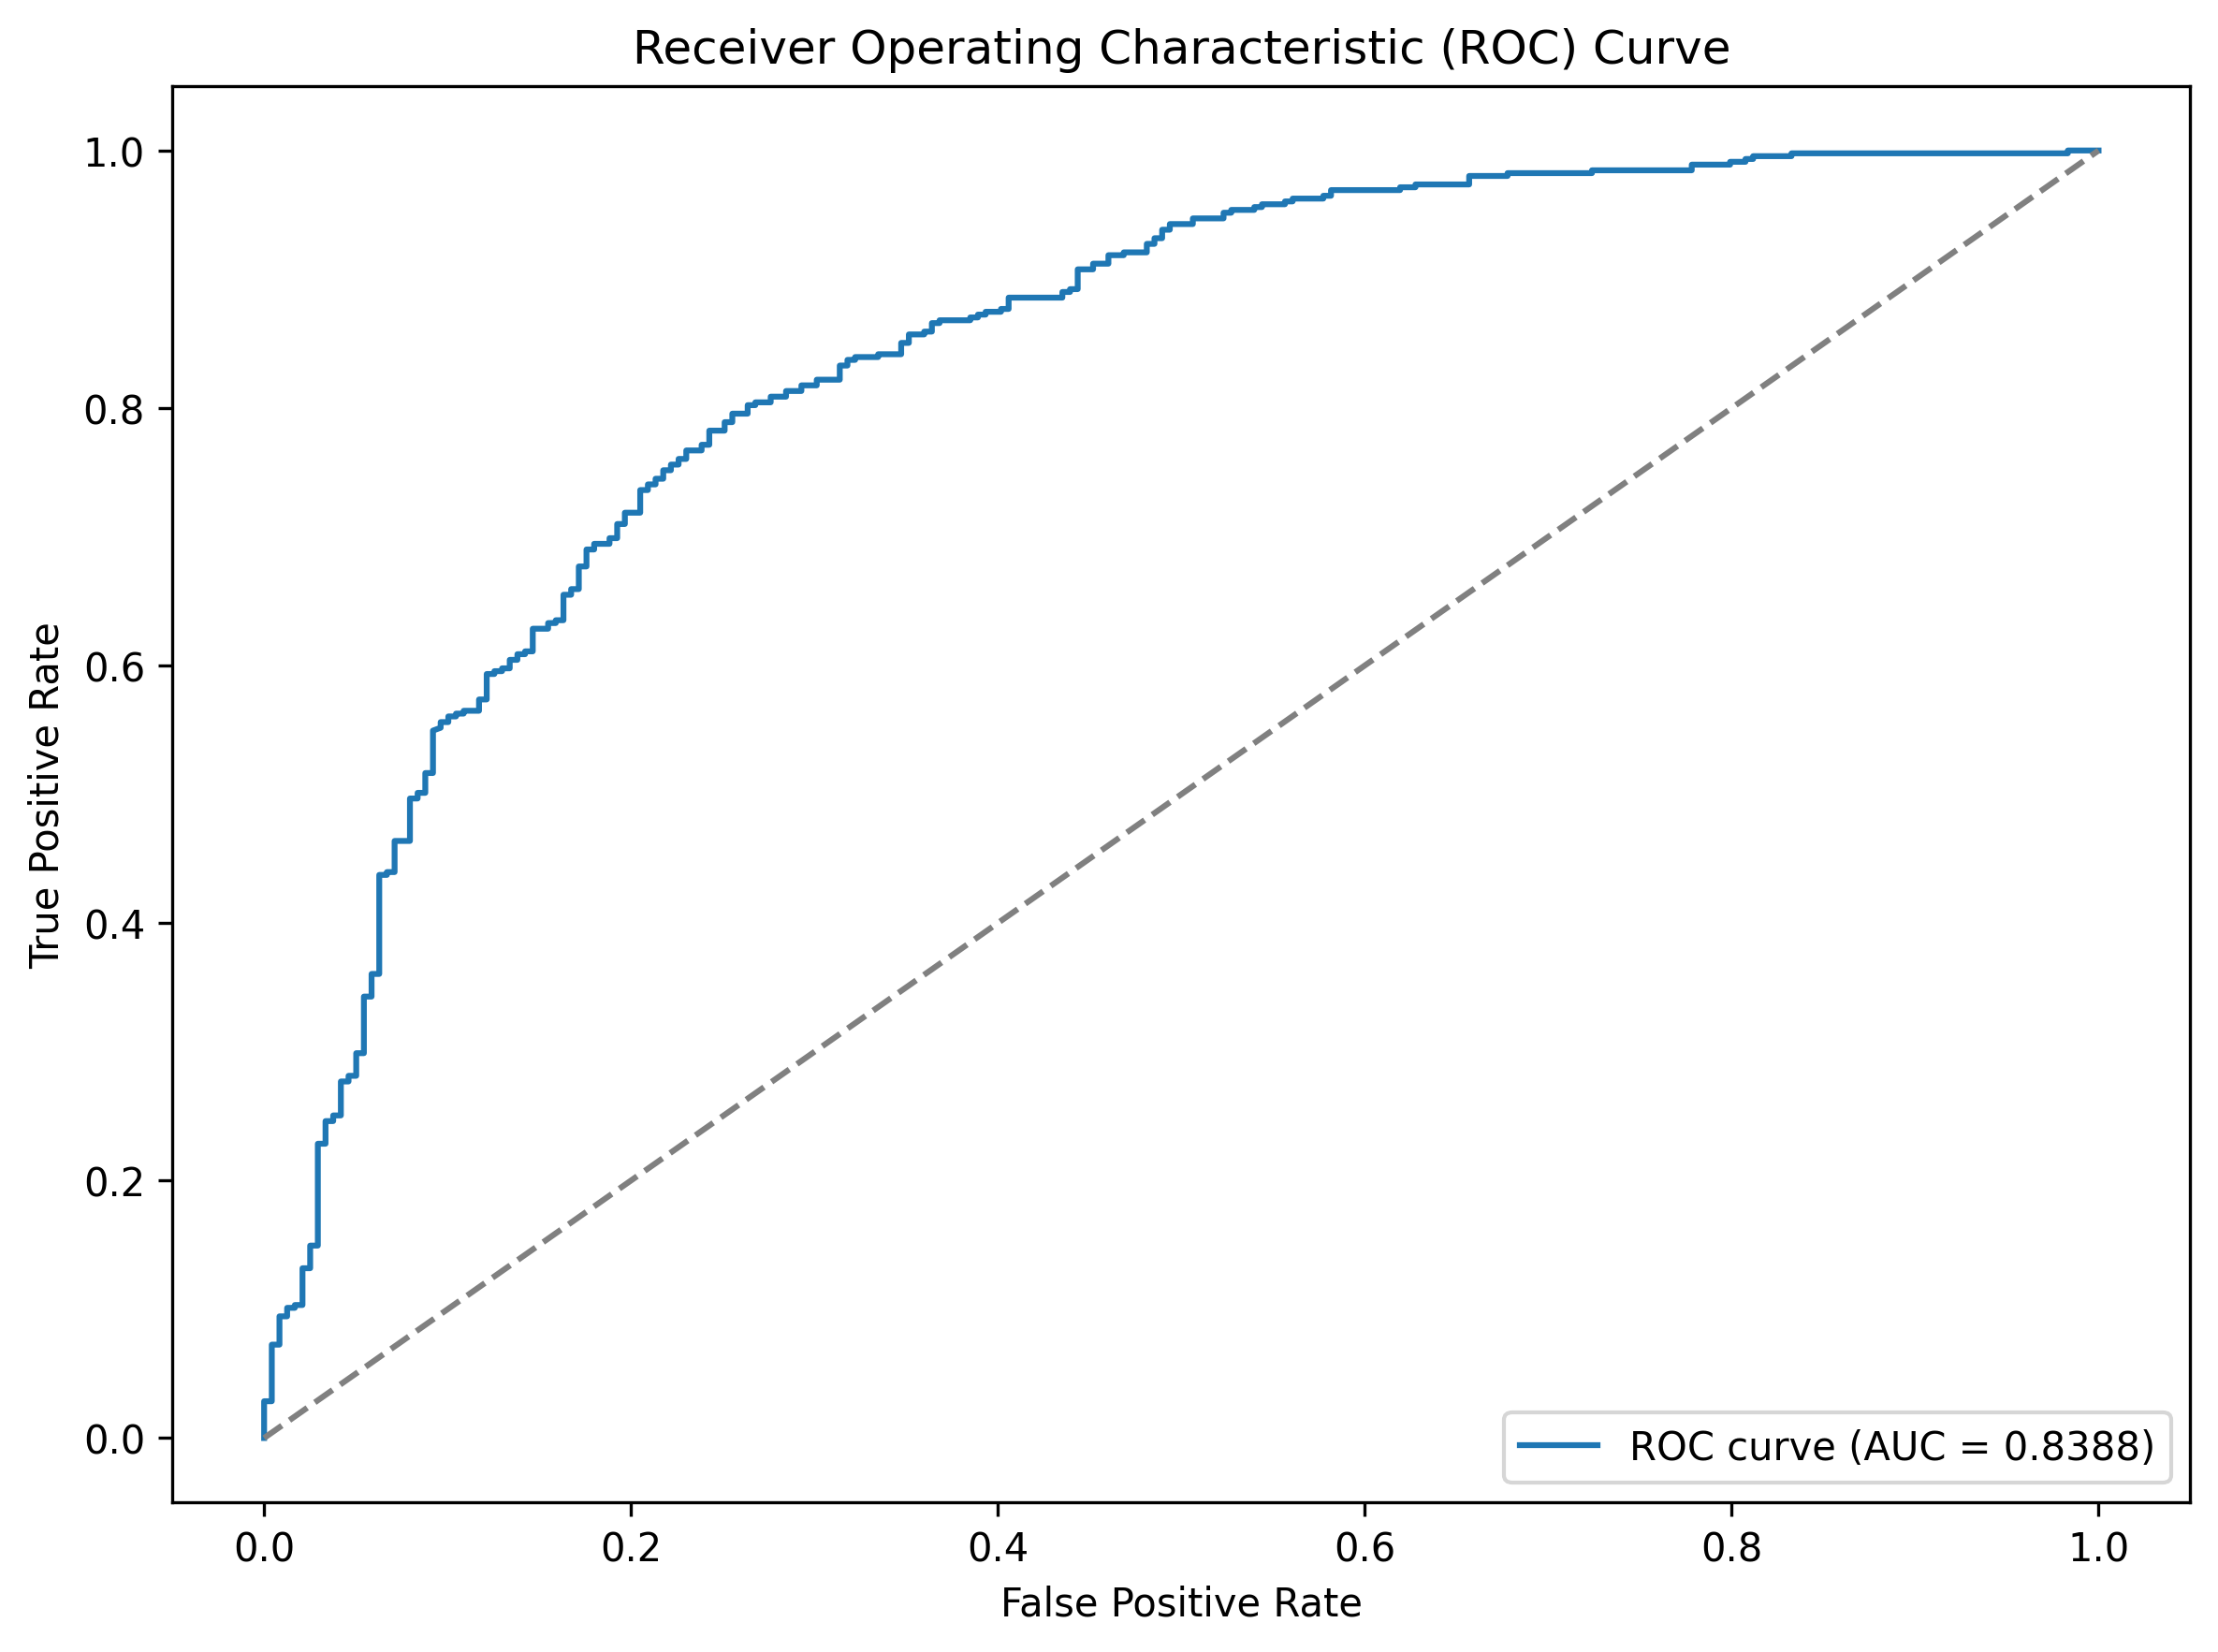 Receiver Operating Characteristic (ROC) Curve
True Positive Rate
1.0
0.8
0.6
0.4
0.2
0.0
ROC curve (AUC = 0.8388)
0.0 0.2 0.4 0.6 0.8 1.0
False Positive Rate